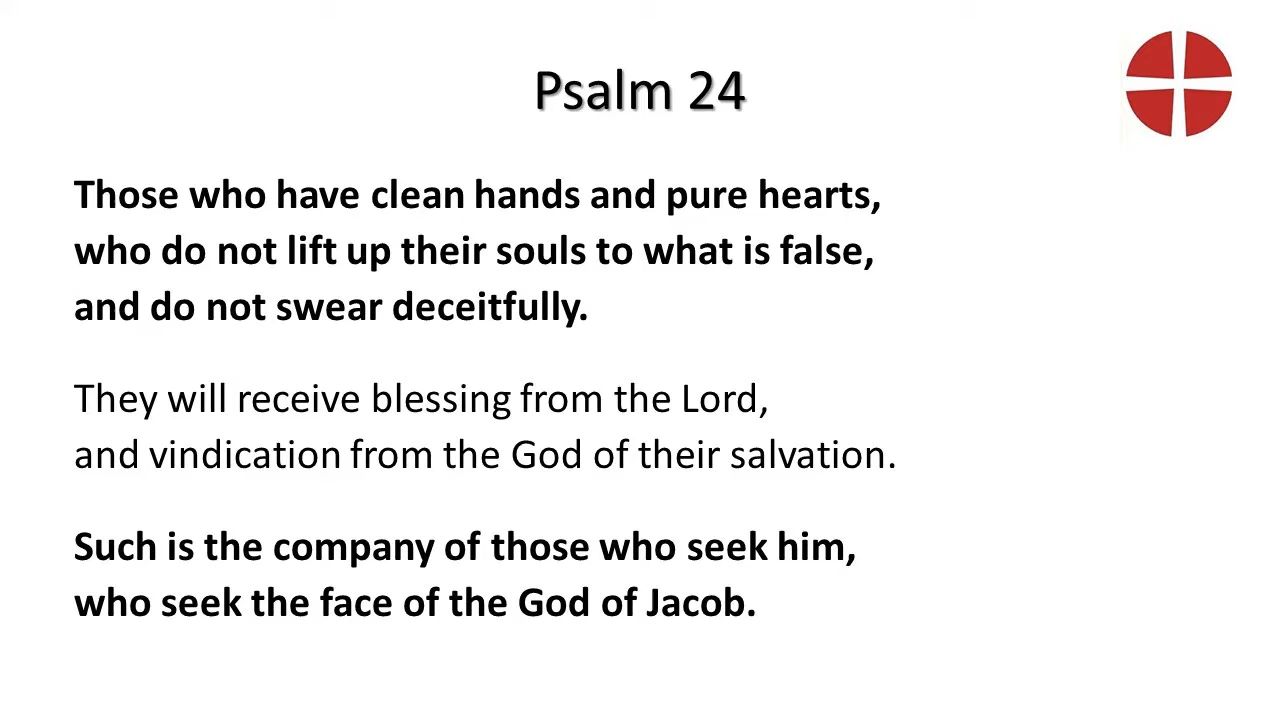 Psalm 24
Those who have clean hands and pure hearts,
who do not lift up their souls to what is false,
and do not swear deceitfully.
They will receive blessing from the Lord,
and vindication from the God of their salvation.
Such is the company of those who seek him,
who seek the face of the God of Jacob.